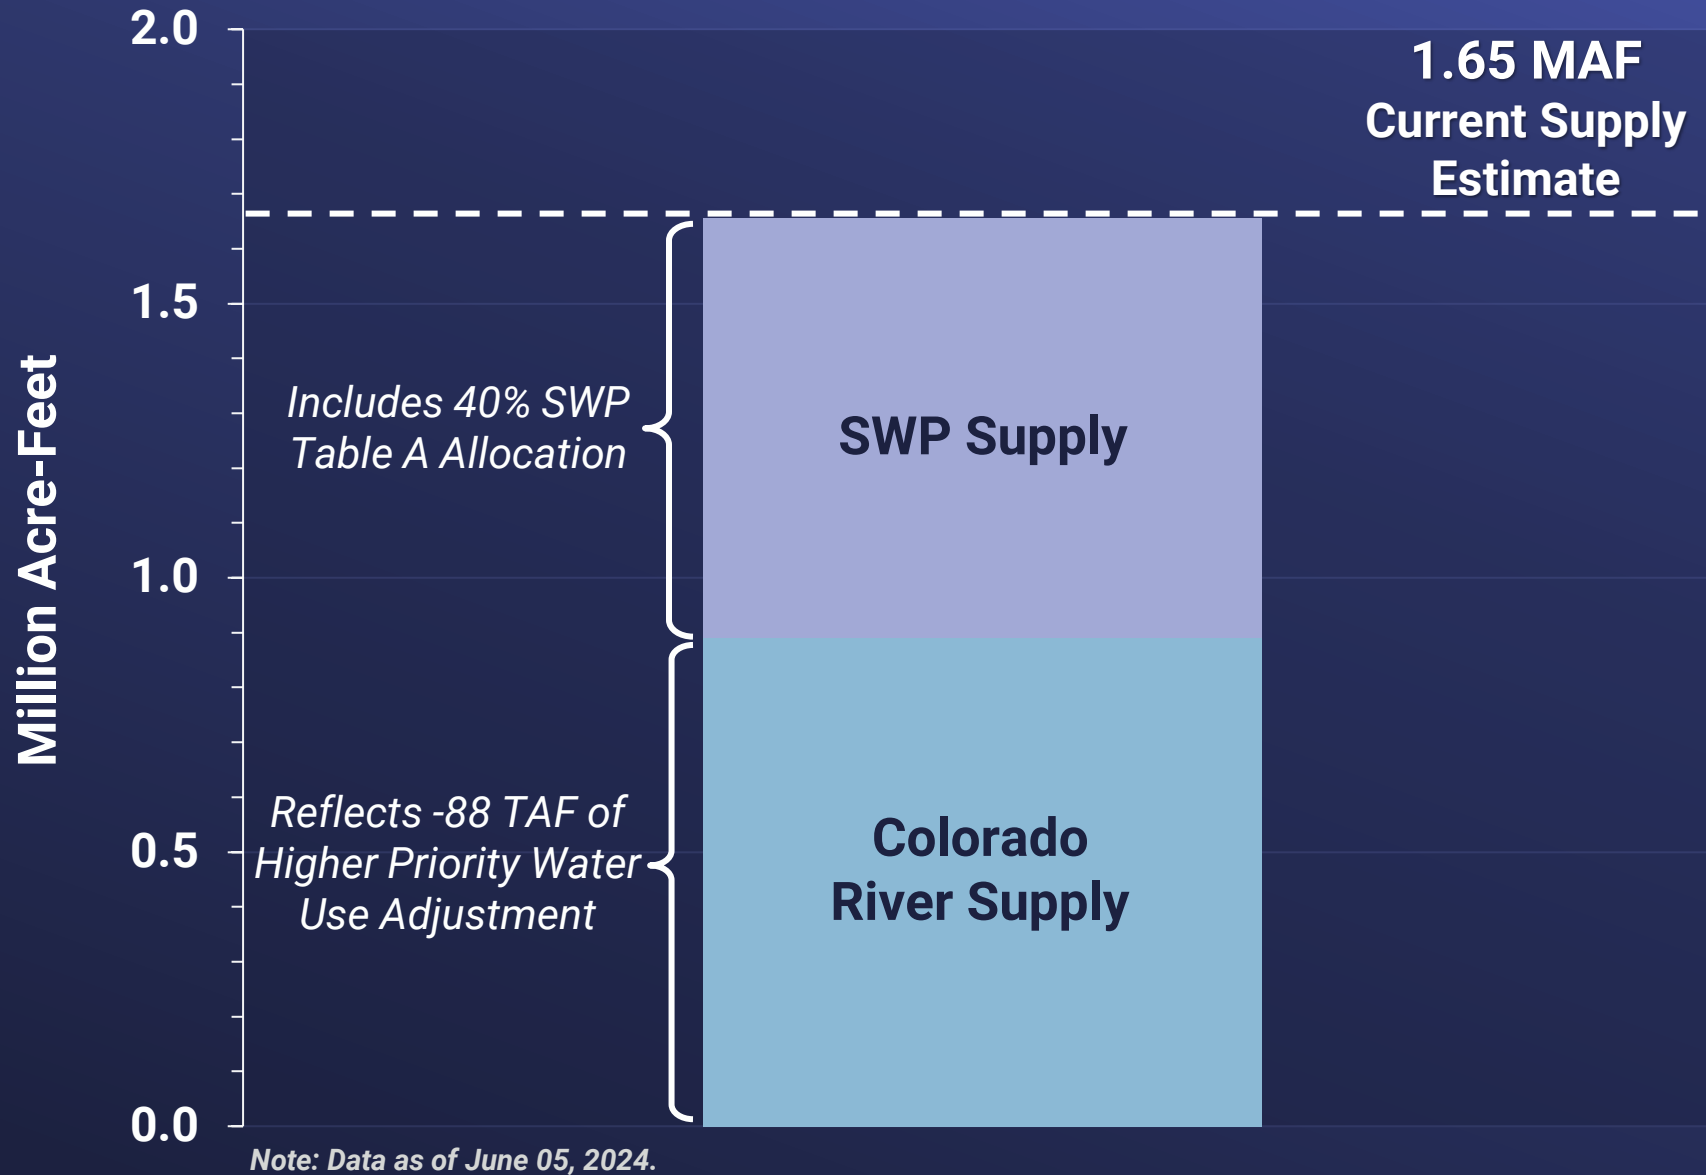 2.0
1.65 MAF
Current Supply
Estimate
1.5
Million Acre-Feet
Includes 40% SWP
Table A Allocation
SWP Supply
1.0
Reflects -88 TAF of
Higher Priority Water
Use Adjustment
0.5
Colorado
River Supply
0.0
Note: Data as of June 05, 2024.